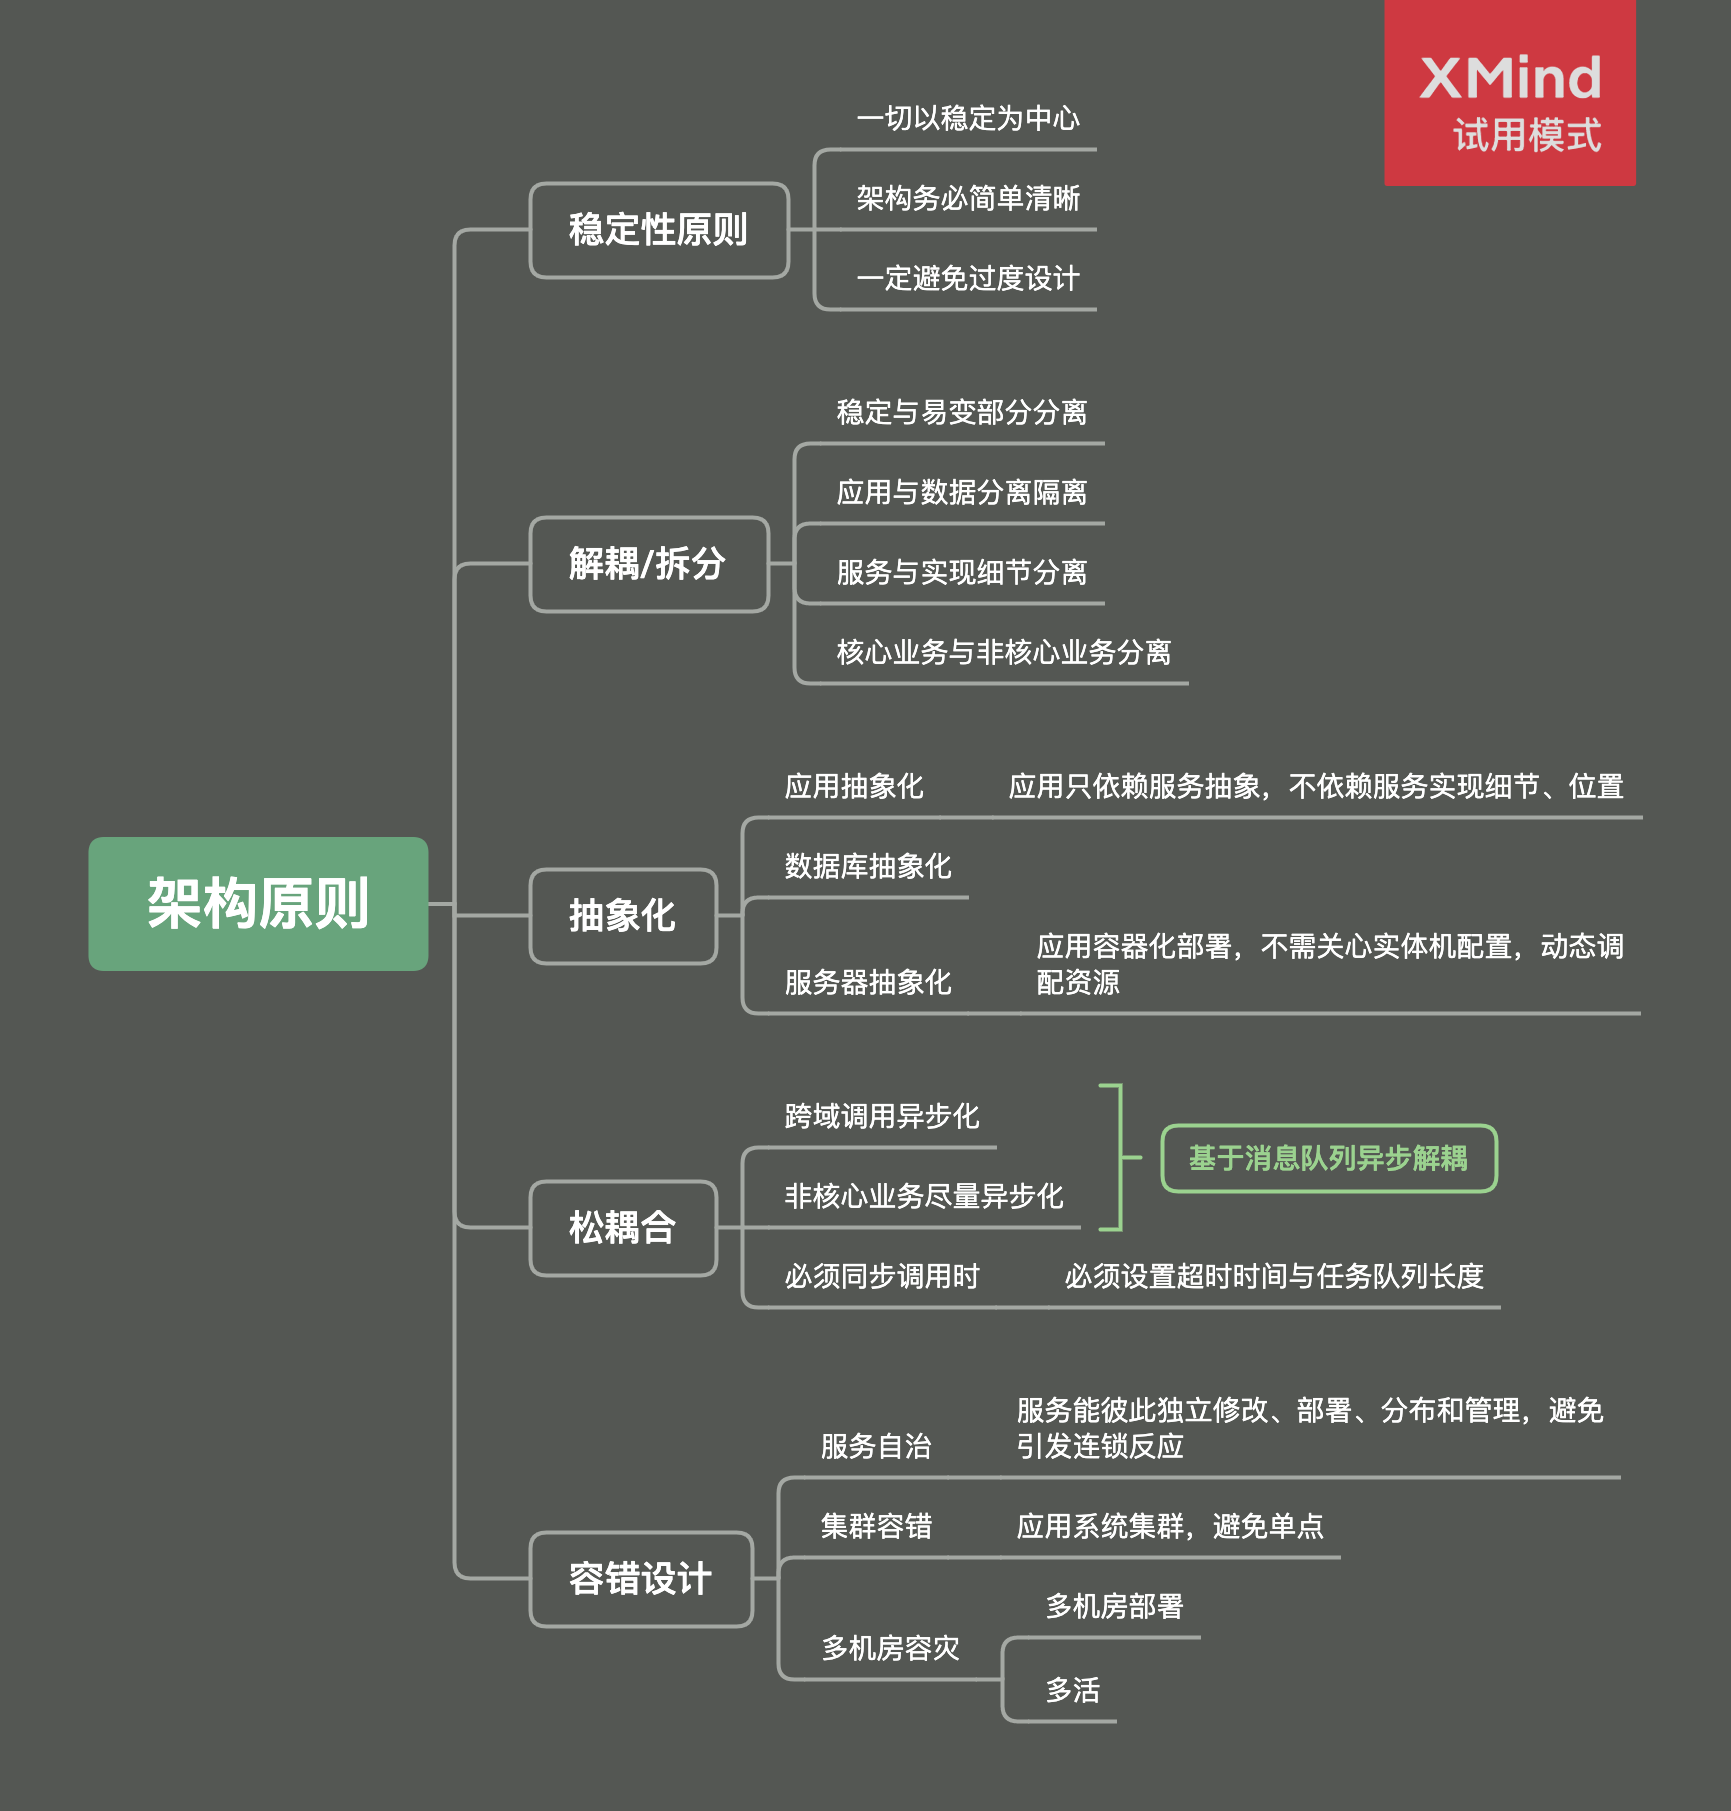 XMind
试用模式
架构原则
稳定性原则
一切以稳定为中心
架构务必简单清晰
一定避免过度设计
解耦/拆分
稳定与易变部分分离
应用与数据分离隔离
服务与实现细节分离
核心业务与非核心业务分离
抽象化
应用抽象化
应用只依赖服务抽象，不依赖服务实现细节、位置
数据库抽象化
服务器抽象化
应用容器化部署，不需关心实体机配置，动态调
配资源
松耦合
跨域调用异步化
非核心业务尽量异步化
基于消息队列异步解耦
必须同步调用时
必须设置超时时间与任务队列长度
容错设计
服务自治
服务能彼此独立修改、部署、分布和管理，避免
引发连锁反应
集群容错
应用系统集群，避免单点
多机房容灾
多机房部署
多活